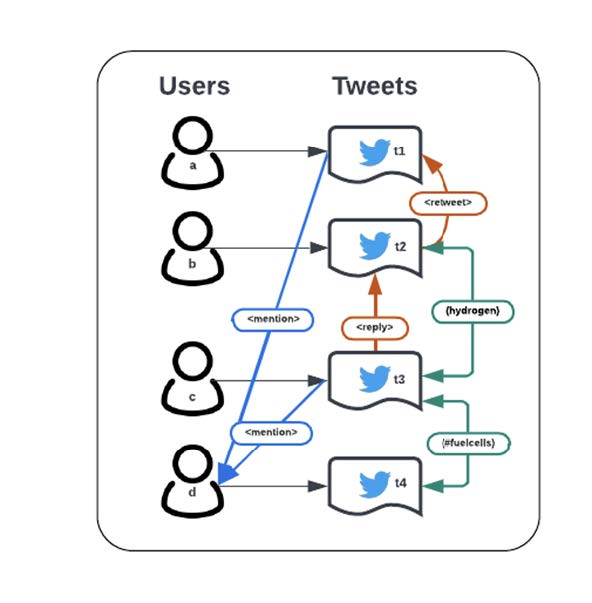 Users Tweets
a t1
<retweet>
b t2
{hydrogen}
<mention>
<reply>
c t3
<mention>
{#fuelcells}
d t4